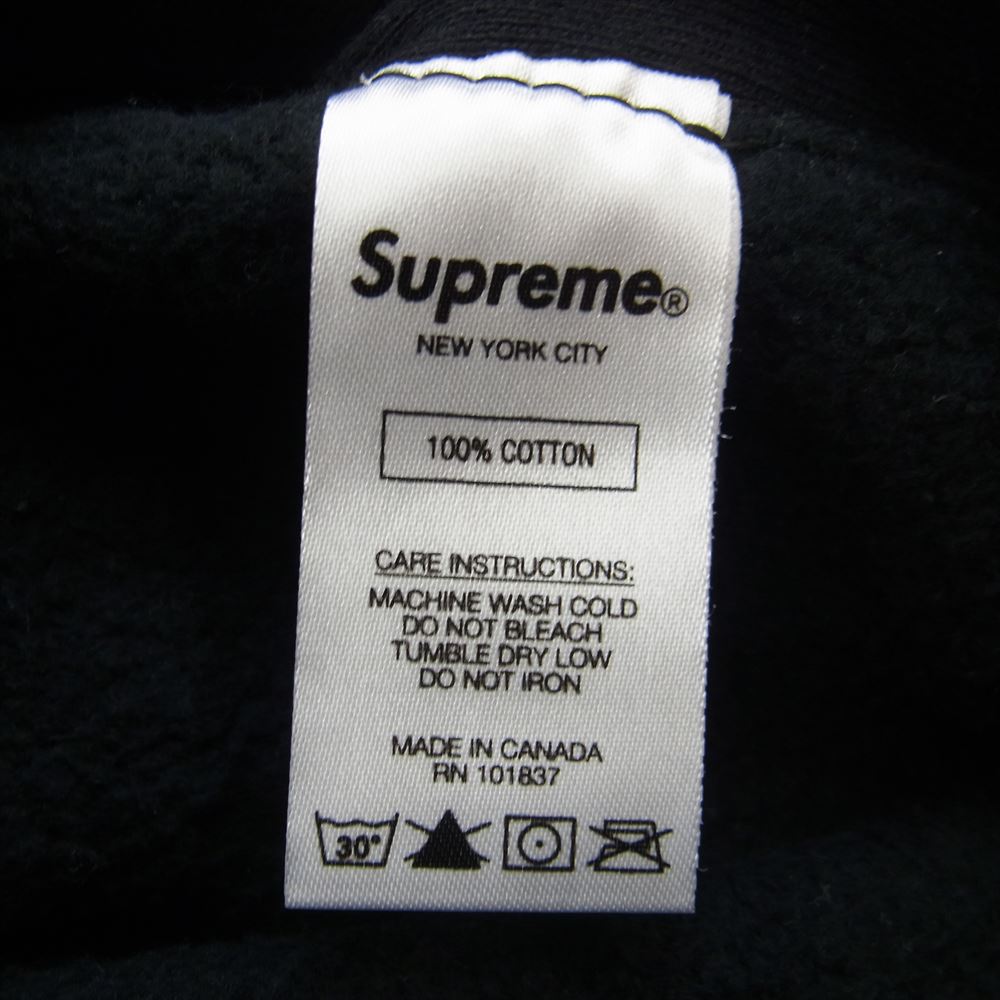 Supreme®
NEW YORK CITY
100% COTTON
CARE INSTRUCTIONS:
MACHINE WASH COLD
DO NOT BLEACH
TUMBLE DRY LOW
DO NOT IRON
MADE IN CANADA
RN 101837
30°